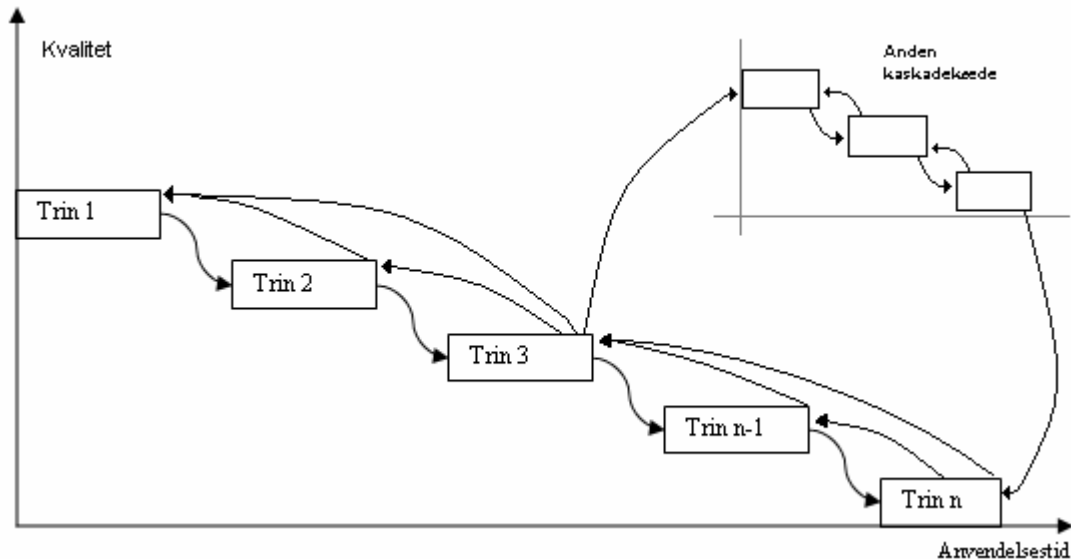 Kvalitet
Anden
kaskadekæde
Trin 1
Trin 2
Trin 3
Trin n-1
Trin n
Anvendelsestid